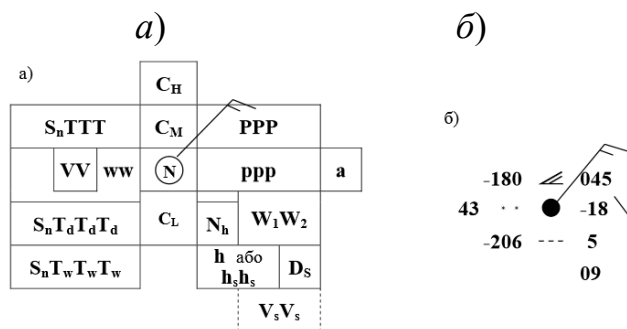 а)
б)
а)
C_H
S_nTTT C_M PPP
б)
VV ww N ppp a
-180 045
43 -18
S_nT_dT_dT_d C_L N_h W_1W_2
-206 5
S_nT_wT_wT_w h або D_S
h_sh_s
09
V_sV_s